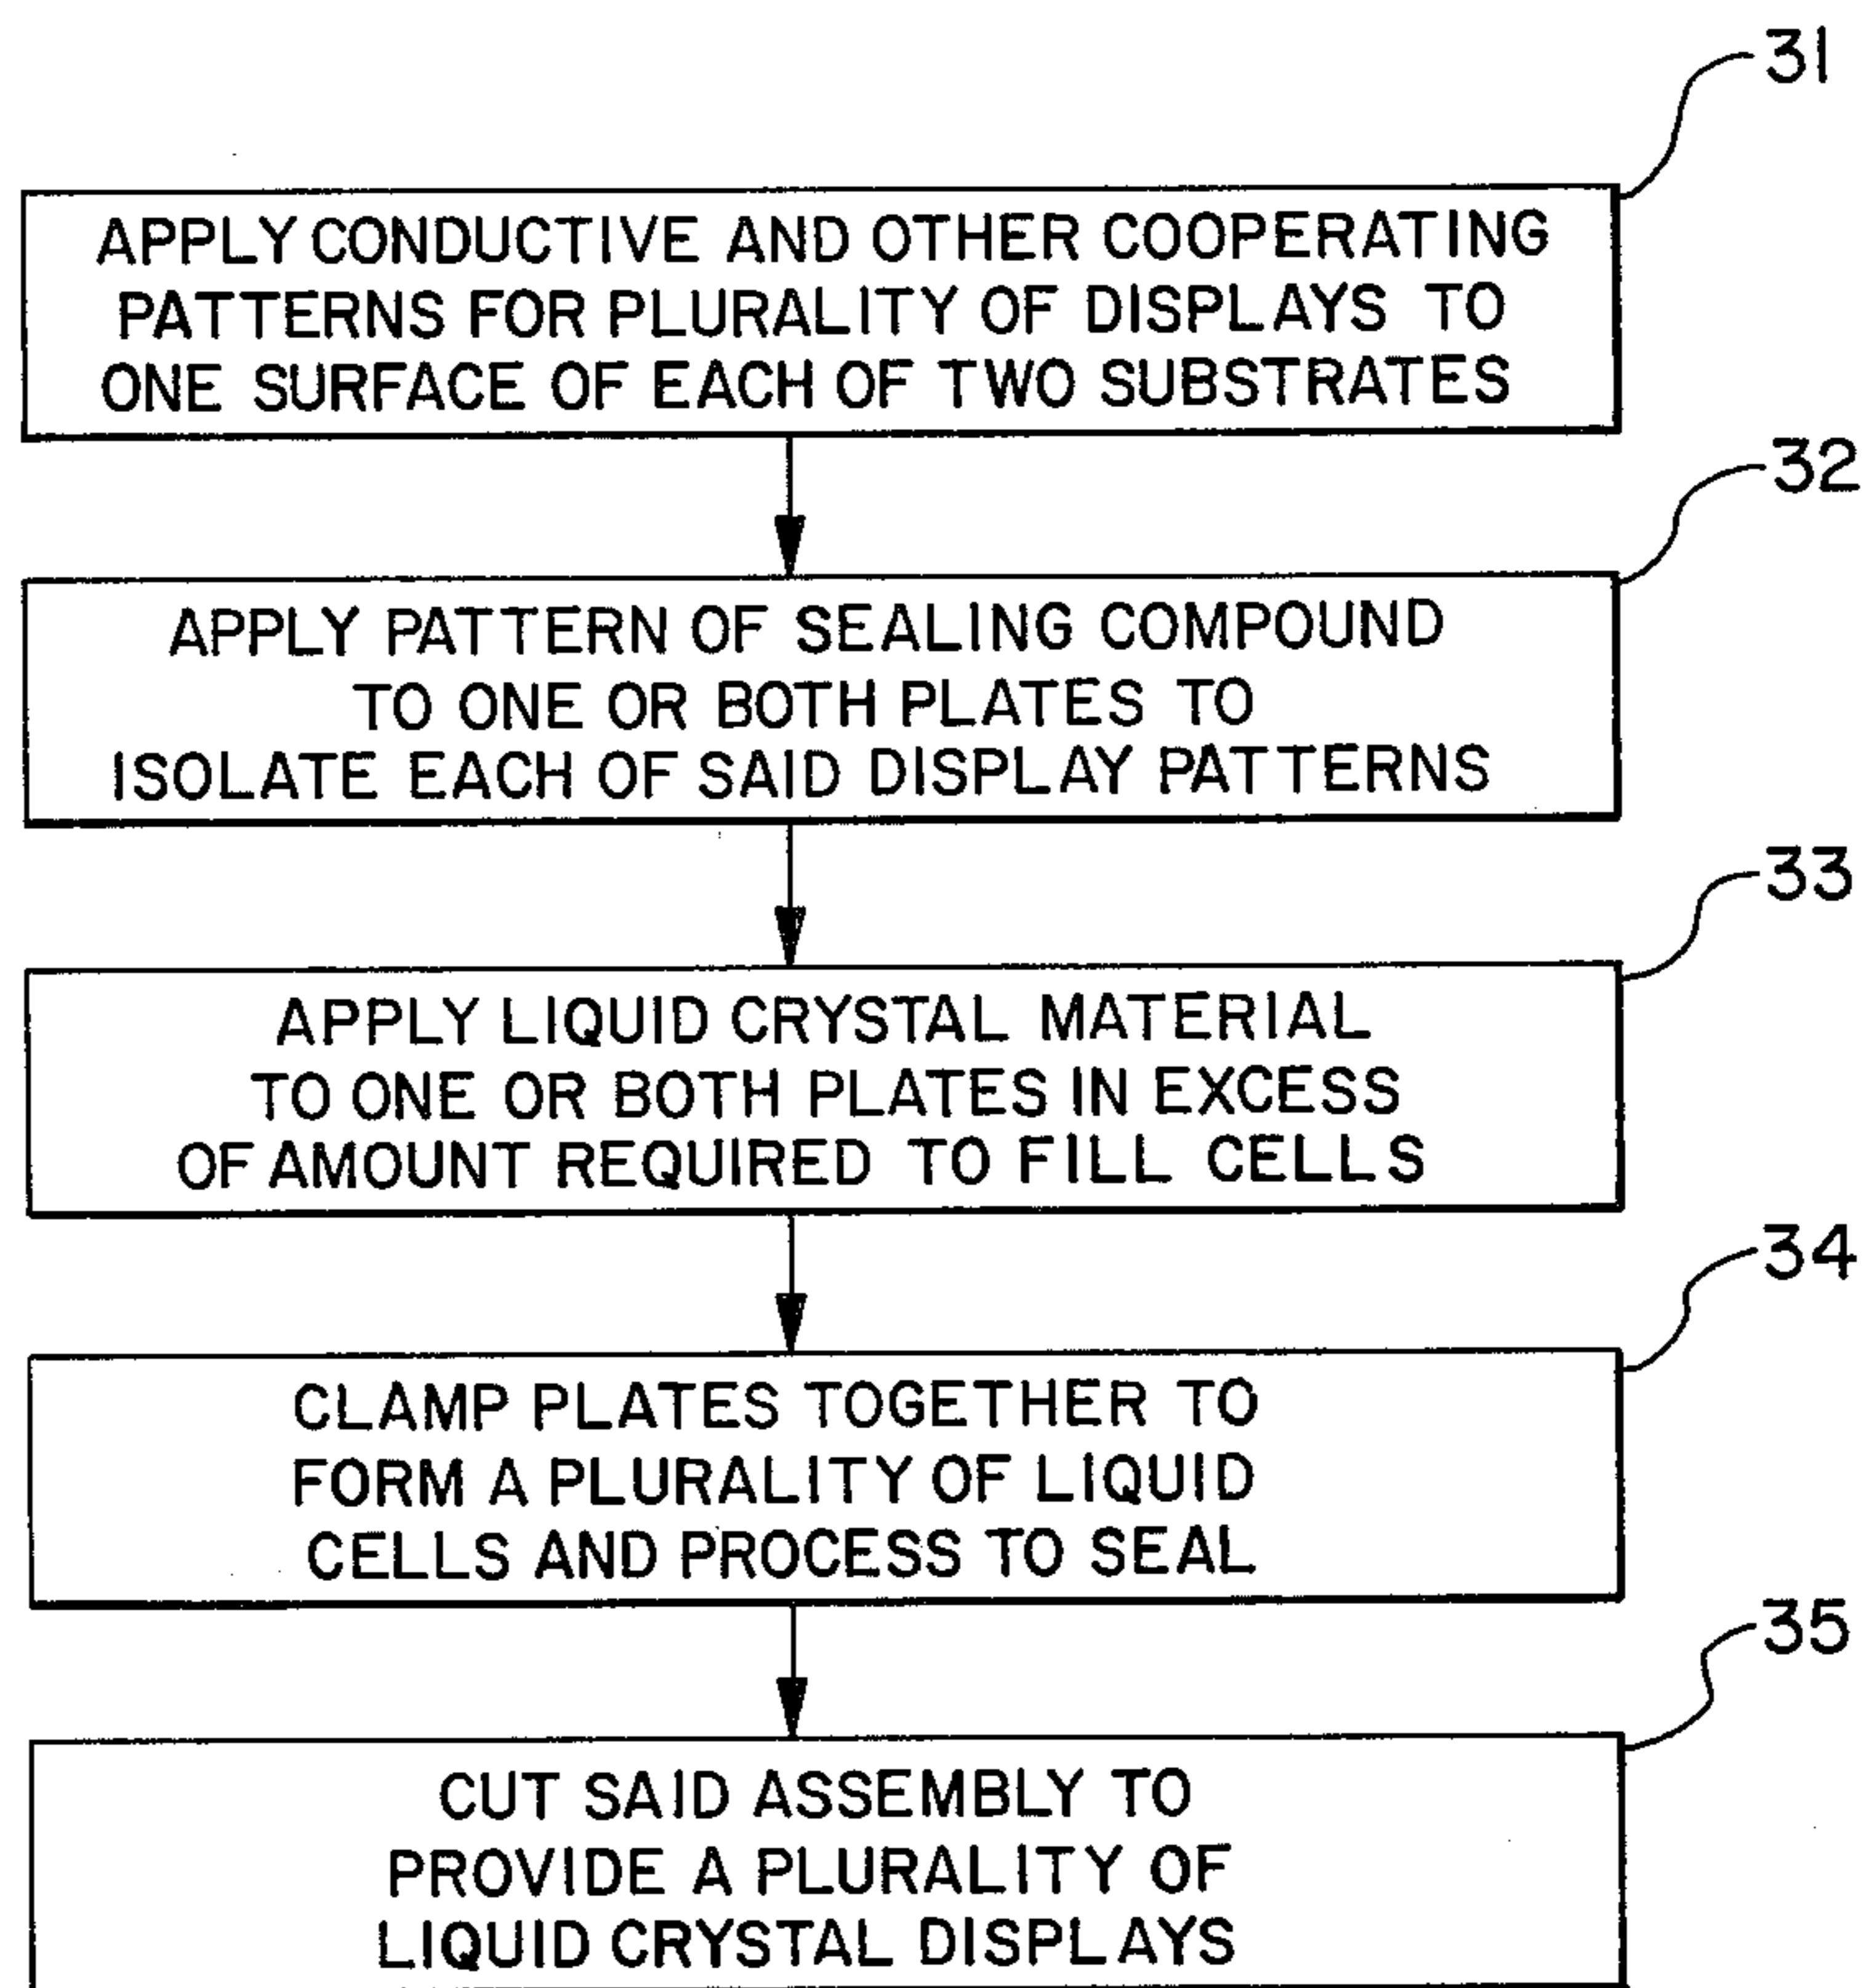 31
APPLY CONDUCTIVE AND OTHER COOPERATING
PATTERNS FOR PLURALITY OF DISPLAYS TO
ONE SURFACE OF EACH OF TWO SUBSTRATES
32
APPLY PATTERN OF SEALING COMPOUND
TO ONE OR BOTH PLATES TO
ISOLATE EACH OF SAID DISPLAY PATTERNS
33
APPLY LIQUID CRYSTAL MATERIAL
TO ONE OR BOTH PLATES IN EXCESS
OF AMOUNT REQUIRED TO FILL CELLS
34
CLAMP PLATES TOGETHER TO
FORM A PLURALITY OF LIQUID
CELLS AND PROCESS TO SEAL
35
CUT SAID ASSEMBLY TO
PROVIDE A PLURALITY OF
LIQUID CRYSTAL DISPLAYS